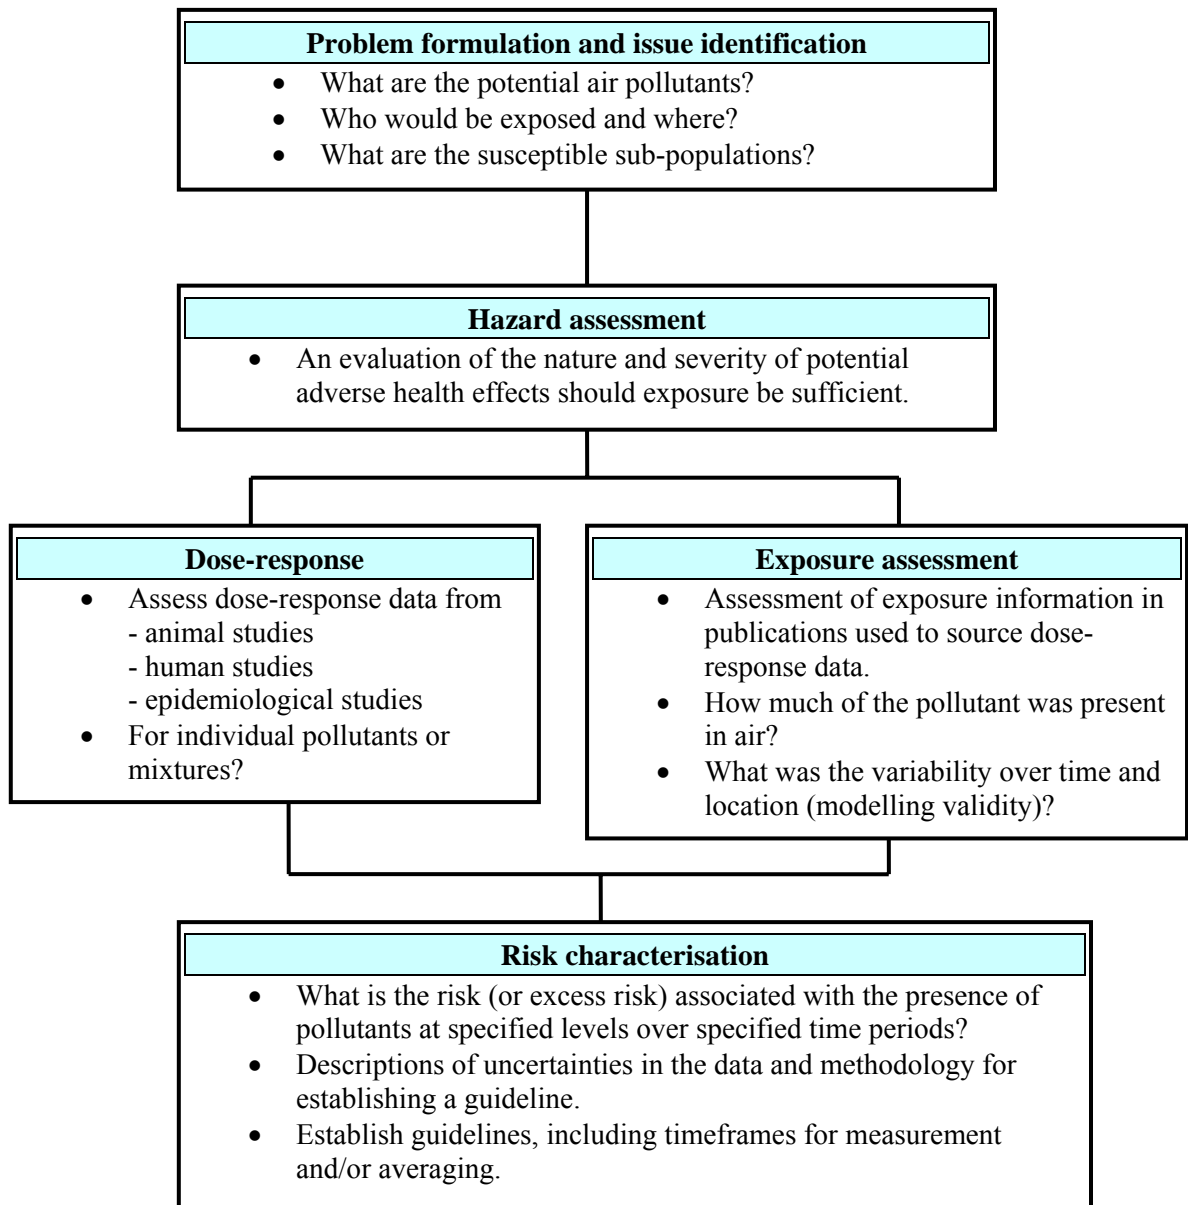 Problem formulation and issue identification
• What are the potential air pollutants?
• Who would be exposed and where?
• What are the susceptible sub-populations?
Hazard assessment
• An evaluation of the nature and severity of potential
adverse health effects should exposure be sufficient.
Dose-response
• Assess dose-response data from
- animal studies
- human studies
- epidemiological studies
• For individual pollutants or
mixtures?
Exposure assessment
• Assessment of exposure information in
publications used to source dose-
response data.
• How much of the pollutant was present
in air?
• What was the variability over time and
location (modelling validity)?
Risk characterisation
• What is the risk (or excess risk) associated with the presence of
pollutants at specified levels over specified time periods?
• Descriptions of uncertainties in the data and methodology for
establishing a guideline.
• Establish guidelines, including timeframes for measurement
and/or averaging.